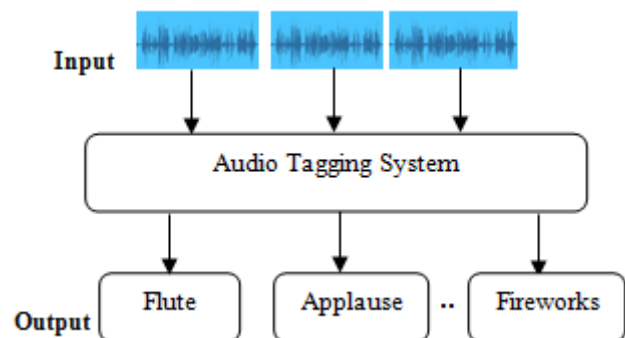 Input
Audio Tagging System
Flute
Applause
..
Fireworks
Output